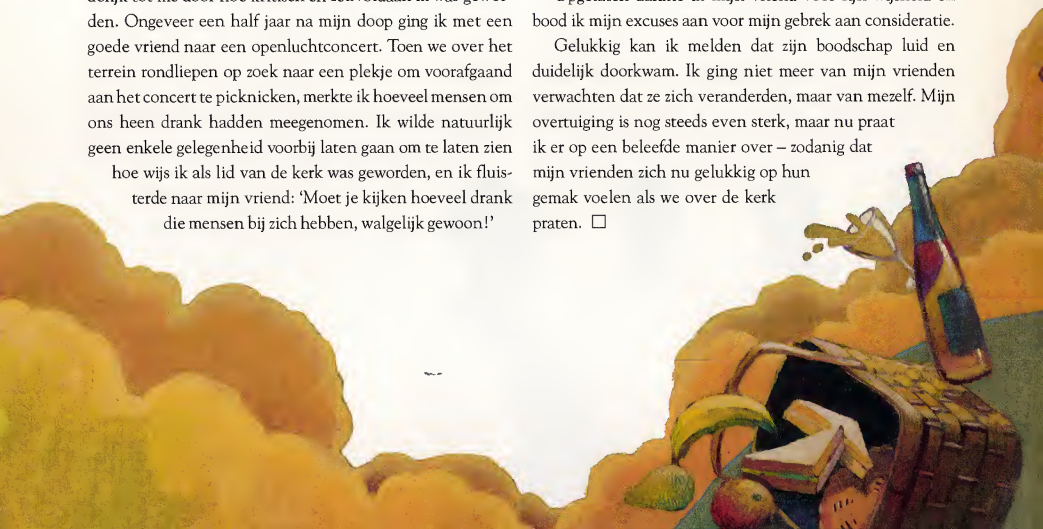 den. Ongeveer een half jaar na mijn doop ging ik met een
goede vriend naar een openluchtconcert. Toen we over het
terrein rondliepen op zoek naar een plekje om voorafgaand
aan het concert te picknicken, merkte ik hoeveel mensen om
ons heen drank hadden meegenomen. Ik wilde natuurlijk
geen enkele gelegenheid voorbij laten gaan om te laten zien
hoe wijs ik als lid van de kerk was geworden, en ik fluis-
terde naar mijn vriend: ‘Moet je kijken hoeveel drank
die mensen bij zich hebben, walgelijk gewoon!’
bood ik mijn excuses aan voor mijn gebrek aan consideratie.
Gelukkig kan ik melden dat zijn boodschap luid en
duidelijk doorkwam. Ik ging niet meer van mijn vrienden
verwachten dat ze zich veranderden, maar van mezelf. Mijn
overtuiging is nog steeds even sterk, maar nu praat
ik er op een beleefde manier over – zodanig dat
mijn vrienden zich nu gelukkig op hun
gemak voelen als we over de kerk
praten. □